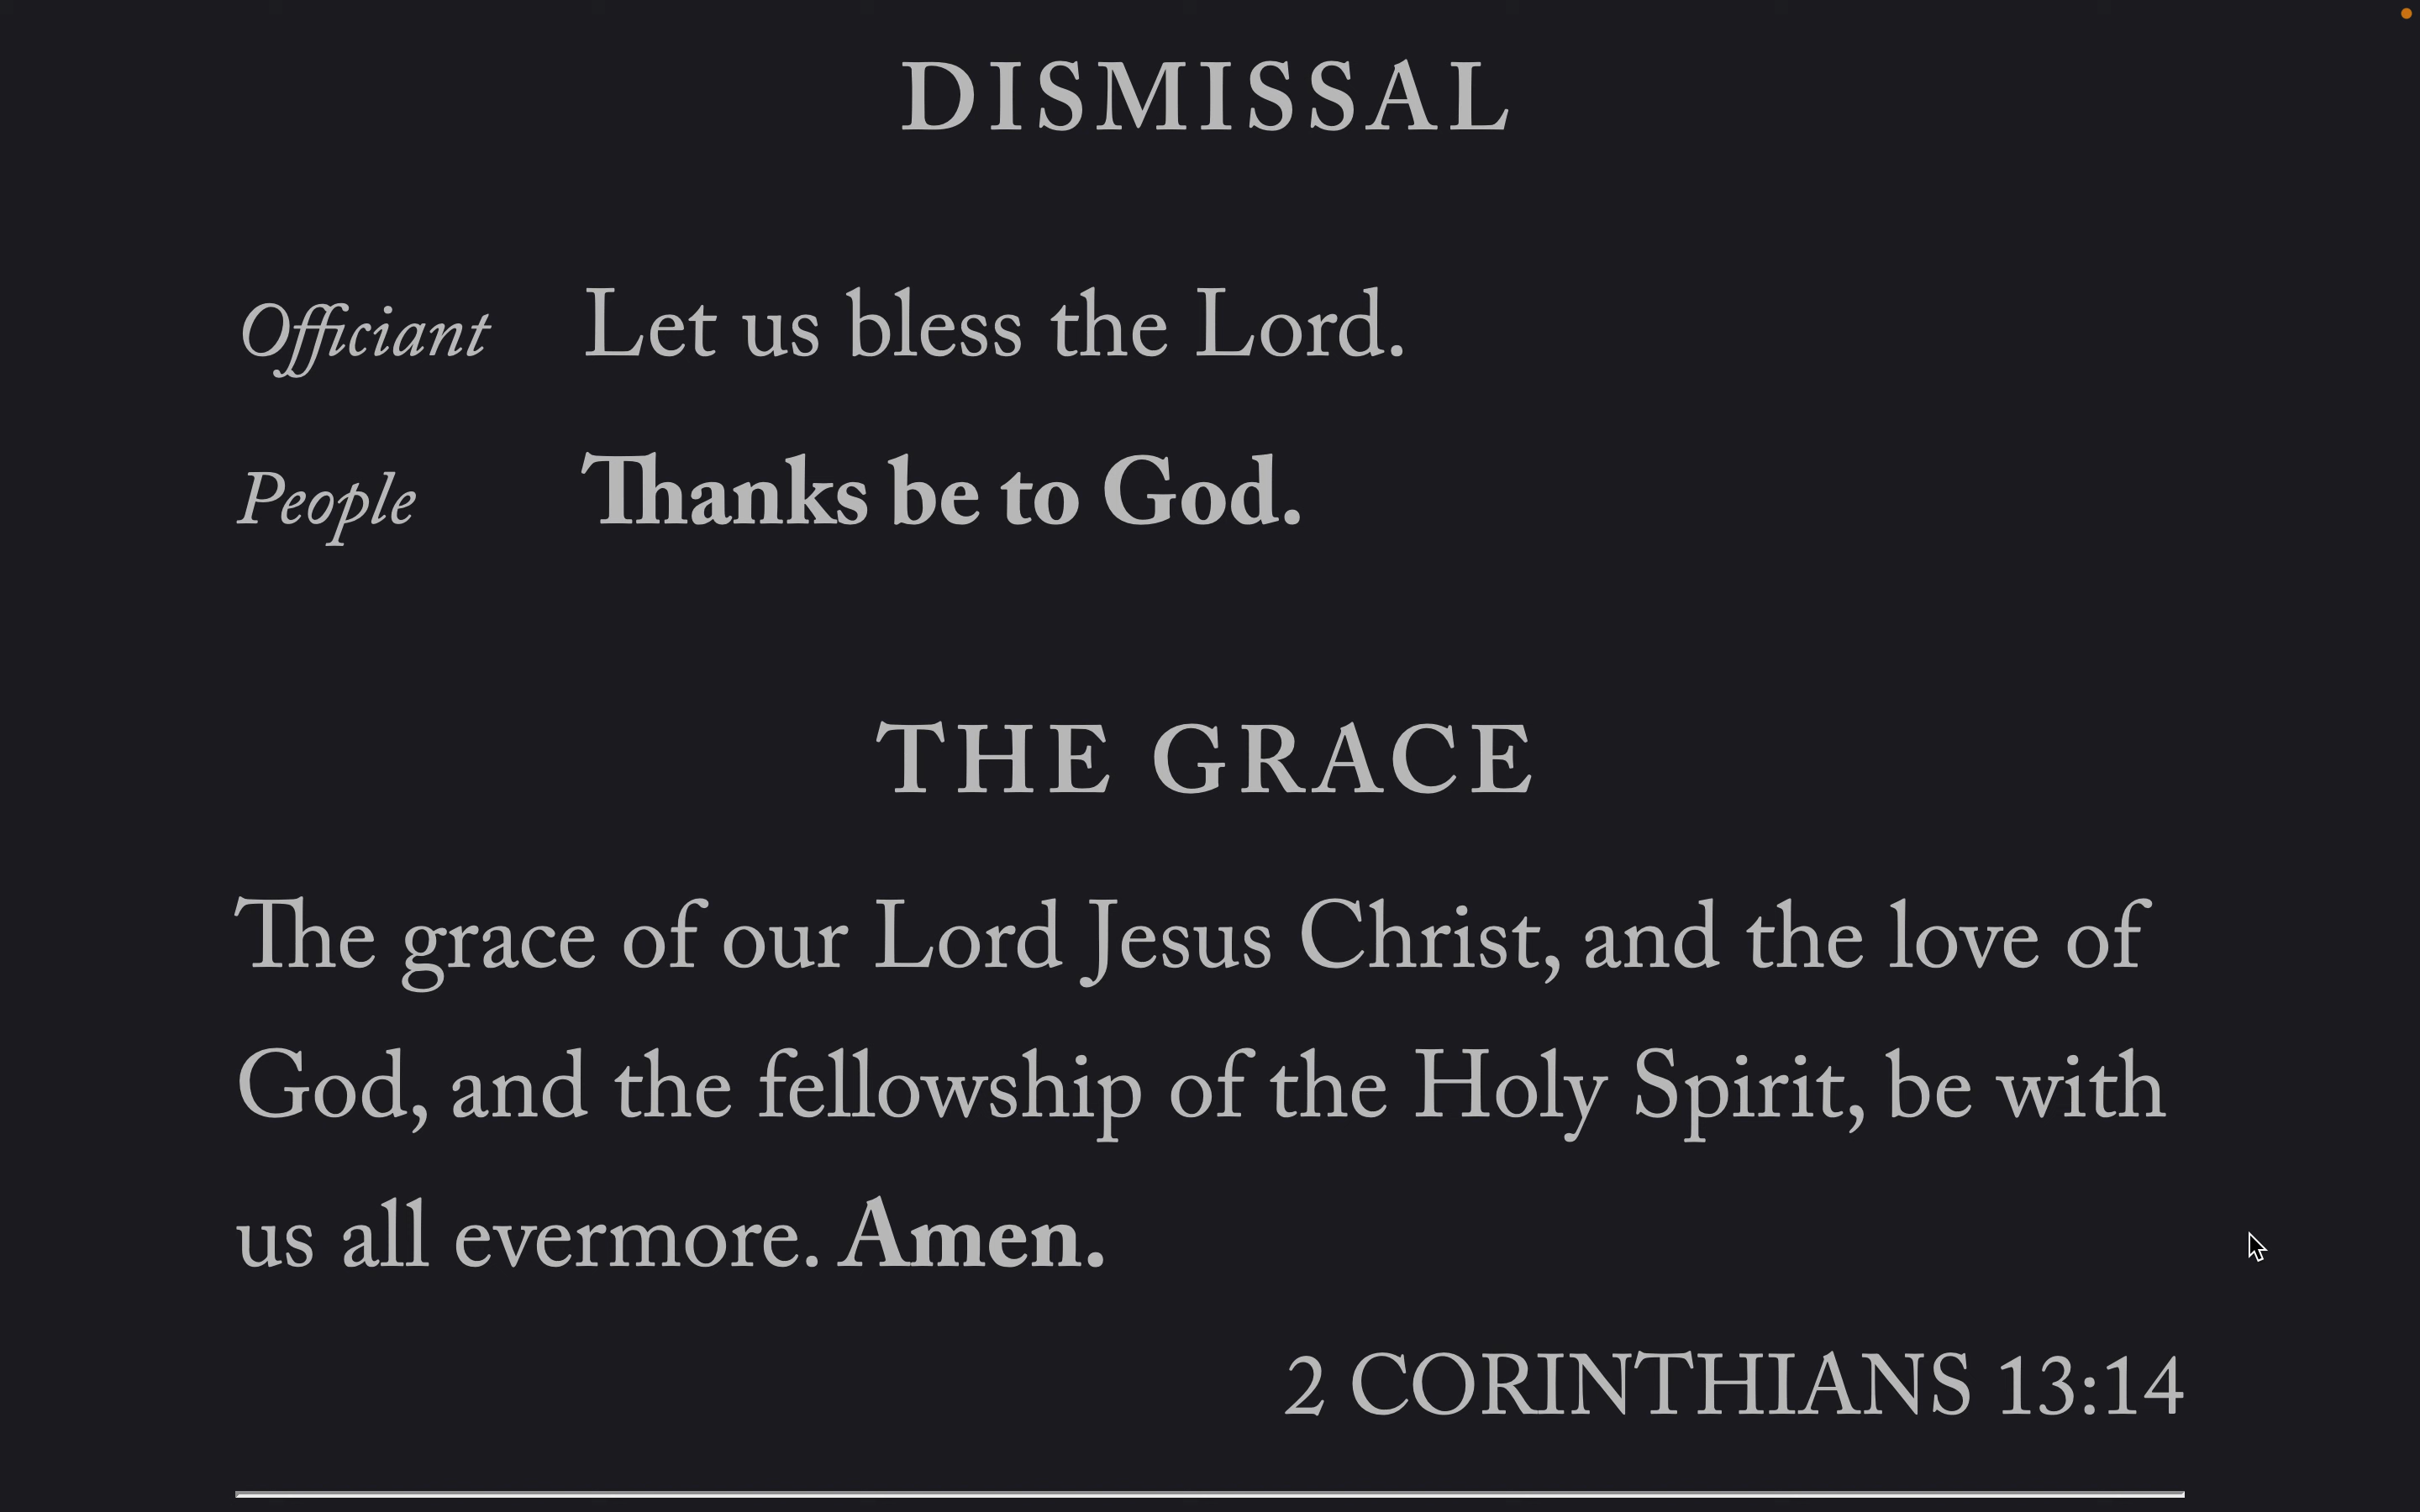 DISMISSAL
Officiant Let us bless the Lord.
People Thanks be to God.
THE GRACE
The grace of our Lord Jesus Christ, and the love of
God, and the fellowship of the Holy Spirit, be with
us all evermore. Amen.
2 CORINTHIANS 13:14